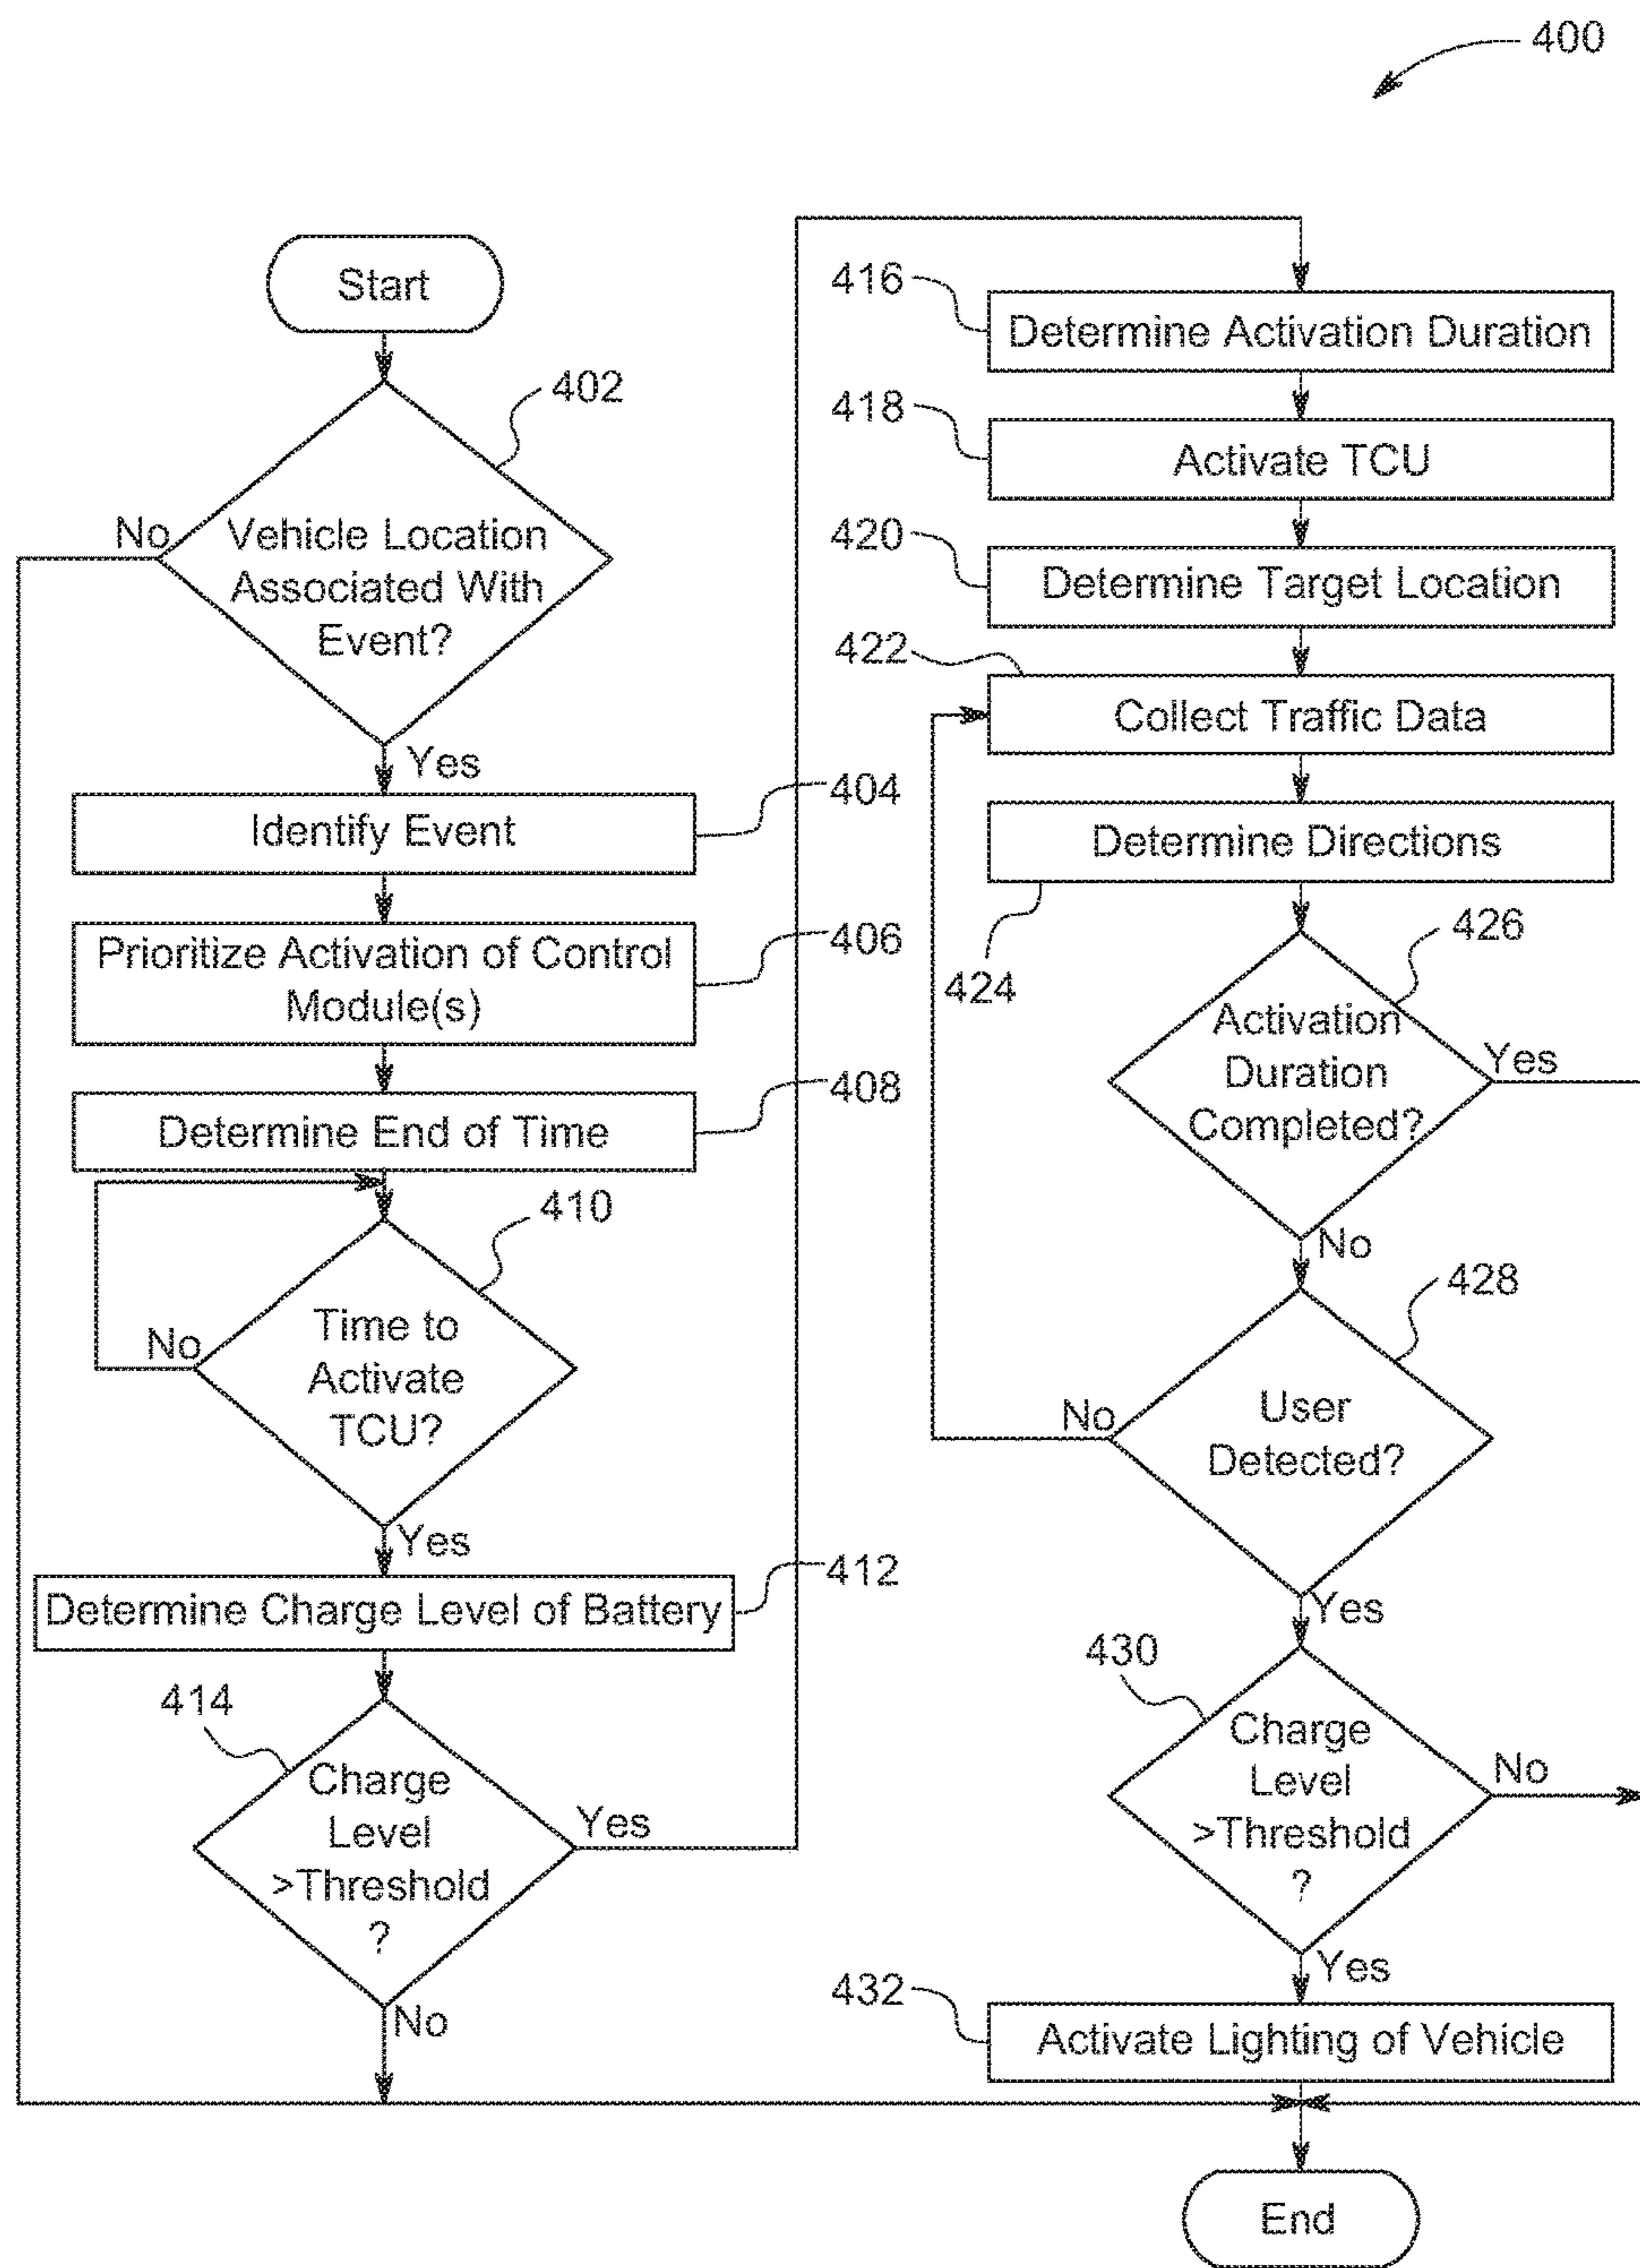 400
Start
402
No
Vehicle Location
Associated With
Event?
Yes
404
Identify Event
406
Prioritize Activation of Control
Module(s)
408
Determine End of Time
410
No
Time to
Activate
TCU?
Yes
412
Determine Charge Level of Battery
414
Charge
Level
>Threshold
?
Yes
No
416
Determine Activation Duration
418
Activate TCU
420
Determine Target Location
422
Collect Traffic Data
Determine Directions
424
426
Activation
Duration
Completed?
Yes
No
428
No
User
Detected?
Yes
430
Charge
Level
>Threshold
?
No
Yes
432
Activate Lighting of Vehicle
End